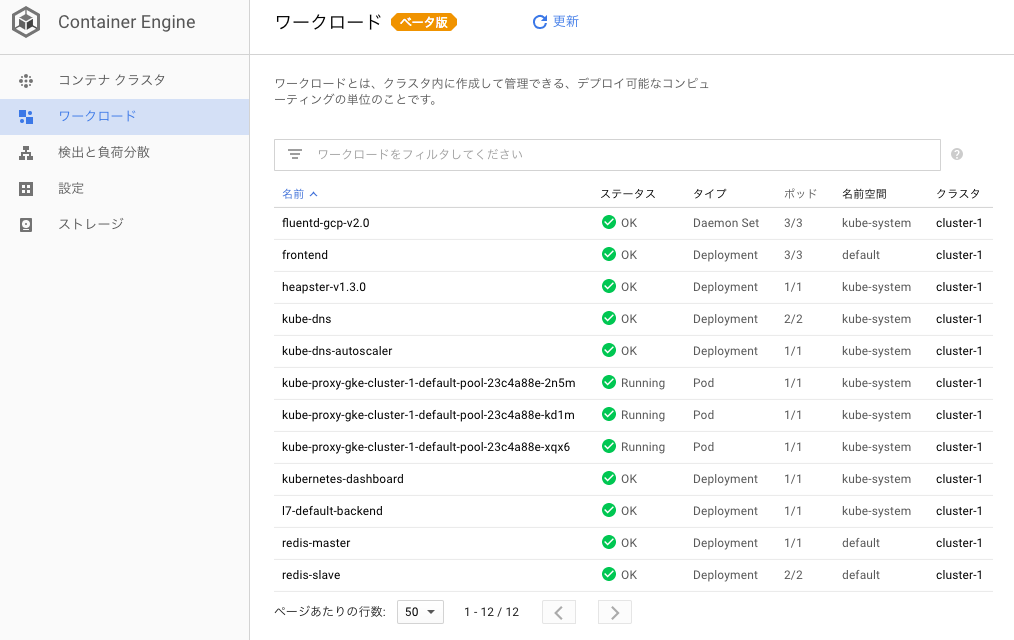 Container Engine
ワークロード ベータ版 更新
コンテナ クラスタ
ワークロード
検出と負荷分散
設定
ストレージ
ワークロードとは、クラスタ内に作成して管理できる、デプロイ可能なコンピュ
ーティングの単位のことです。
ワークロードをフィルタしてください
名前 ステータス タイプ ポッド 名前空間 クラスタ
fluentd-gcp-v2.0 OK Daemon Set 3/3 kube-system cluster-1
frontend OK Deployment 3/3 default cluster-1
heapster-v1.3.0 OK Deployment 1/1 kube-system cluster-1
kube-dns OK Deployment 2/2 kube-system cluster-1
kube-dns-autoscaler OK Deployment 1/1 kube-system cluster-1
kube-proxy-gke-cluster-1-default-pool-23c4a88e-2n5m Running Pod 1/1 kube-system cluster-1
kube-proxy-gke-cluster-1-default-pool-23c4a88e-kd1m Running Pod 1/1 kube-system cluster-1
kube-proxy-gke-cluster-1-default-pool-23c4a88e-xqx6 Running Pod 1/1 kube-system cluster-1
kubernetes-dashboard OK Deployment 1/1 kube-system cluster-1
l7-default-backend OK Deployment 1/1 kube-system cluster-1
redis-master OK Deployment 1/1 default cluster-1
redis-slave OK Deployment 2/2 default cluster-1
ページあたりの行数: 50 1 - 12 / 12